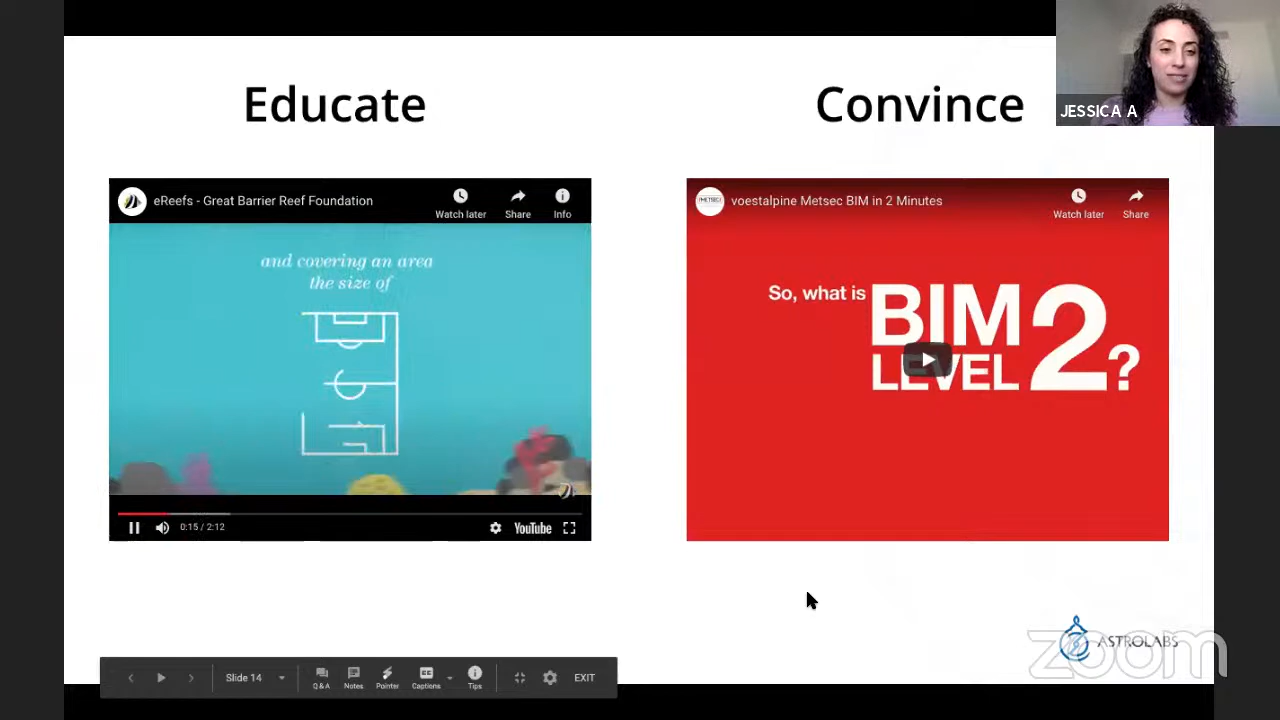 Educate
Convince
JESSICA A
eReefs - Great Barrier Reef Foundation
Watch later
Share
Info
and covering an area
the size of
0:15 / 2:12
YouTube
METSEC
voestalpine Metsec BIM in 2 Minutes
Watch later
Share
So, what is BIM
LEVEL 2?
ASTROLABS
zoom
Slide 14
Q & A
Notes
Pointer
Captions
Tips
EXIT